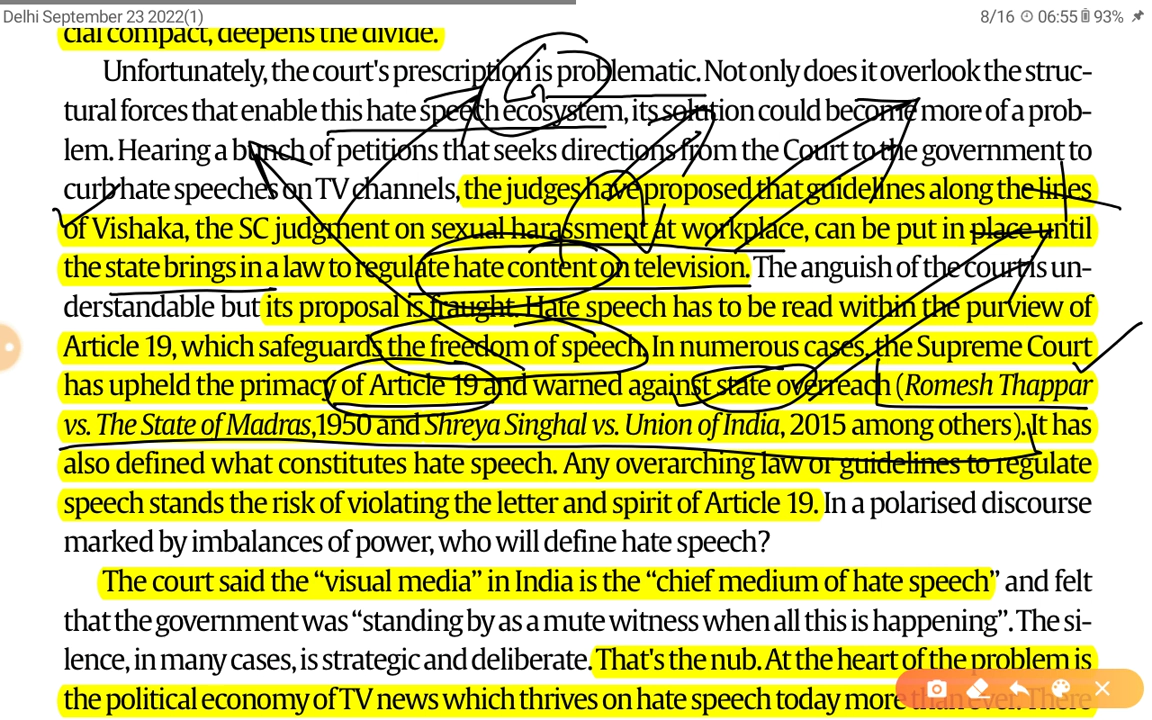 Delhi September 23 2022(1)
8/16 06:55 93%
cial compact, deepens the divide.
Unfortunately, the court's prescription is problematic. Not only does it overlook the struc-
tural forces that enable this hate speech ecosystem, its solution could become more of a prob-
lem. Hearing a bunch of petitions that seeks directions from the Court to the government to
curb hate speeches on TV channels, the judges have proposed that guidelines along the lines
of Vishaka, the SC judgment on sexual harassment at workplace, can be put in place until
the state brings in a law to regulate hate content on television. The anguish of the court is un-
derstandable but its proposal is fraught. Hate speech has to be read within the purview of
Article 19, which safeguards the freedom of speech. In numerous cases, the Supreme Court
has upheld the primacy of Article 19 and warned against state overreach (Romesh Thappar
vs. The State of Madras,1950 and Shreya Singhal vs. Union of India, 2015 among others). It has
also defined what constitutes hate speech. Any overarching law or guidelines to regulate
speech stands the risk of violating the letter and spirit of Article 19. In a polarised discourse
marked by imbalances of power, who will define hate speech?
The court said the “visual media” in India is the “chief medium of hate speech” and felt
that the government was “standing by as a mute witness when all this is happening”. The si-
lence, in many cases, is strategic and deliberate. That's the nub. At the heart of the problem is
the political economy of TV news which thrives on hate speech today more than ever. There